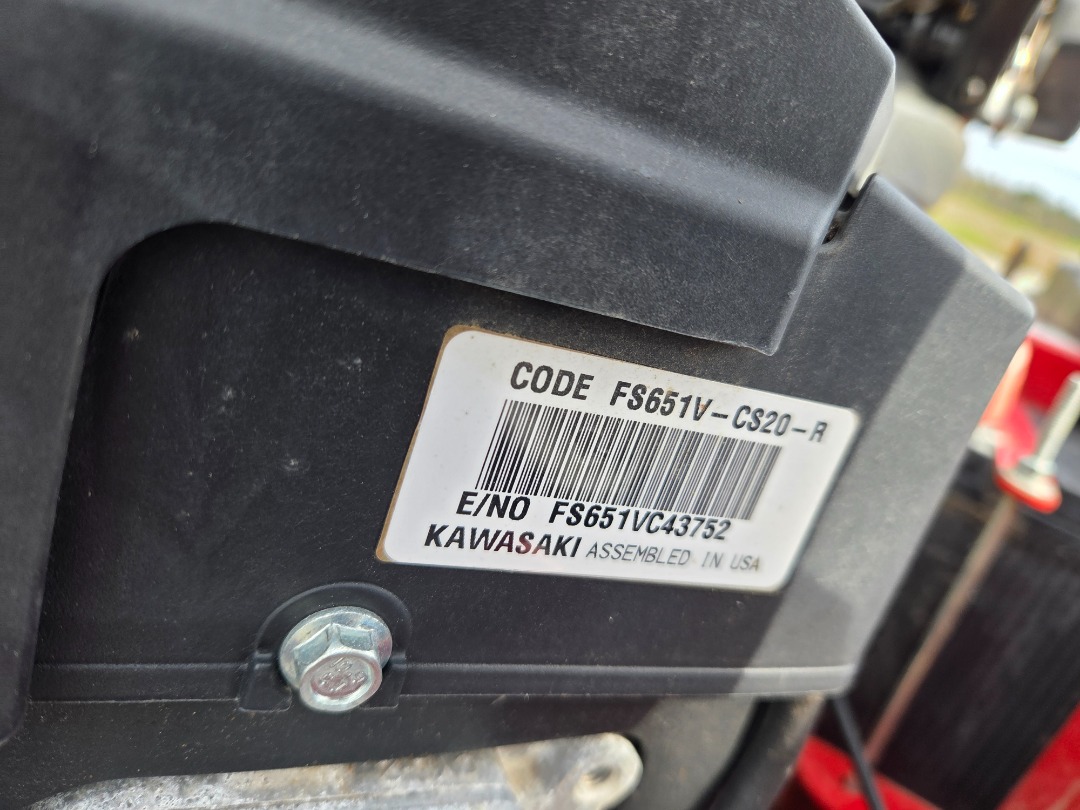 CODE FS651V-CS20-R
E/NO FS651VC43752
KAWASAKI ASSEMBLED IN USA